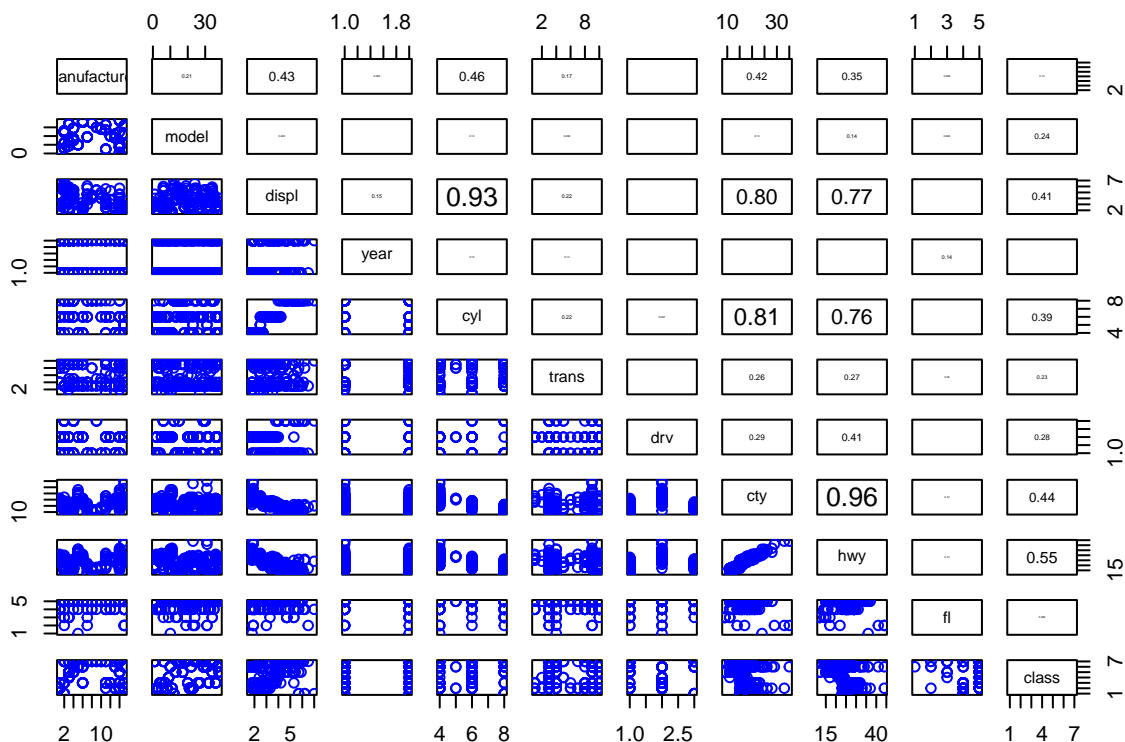 0 30 1.0 1.8 2 8 10 30 1 3 5
anufacture 0.21 0.43 0.46 0.17 0.42 0.35 2
0 model 0.14 0.24
displ 0.15 0.93 0.22 0.80 0.77 0.41 2 7
1.0 year 0.14
cyl 0.22 0.81 0.76 0.39 4 8
2 trans 0.26 0.27 0.23
drv 0.29 0.41 0.28 1.0
10 cty 0.96 0.44
hwy 0.55 15
1 5 fl
class 1 7
2 10 2 5 4 6 8 1.0 2.5 15 40 1 4 7